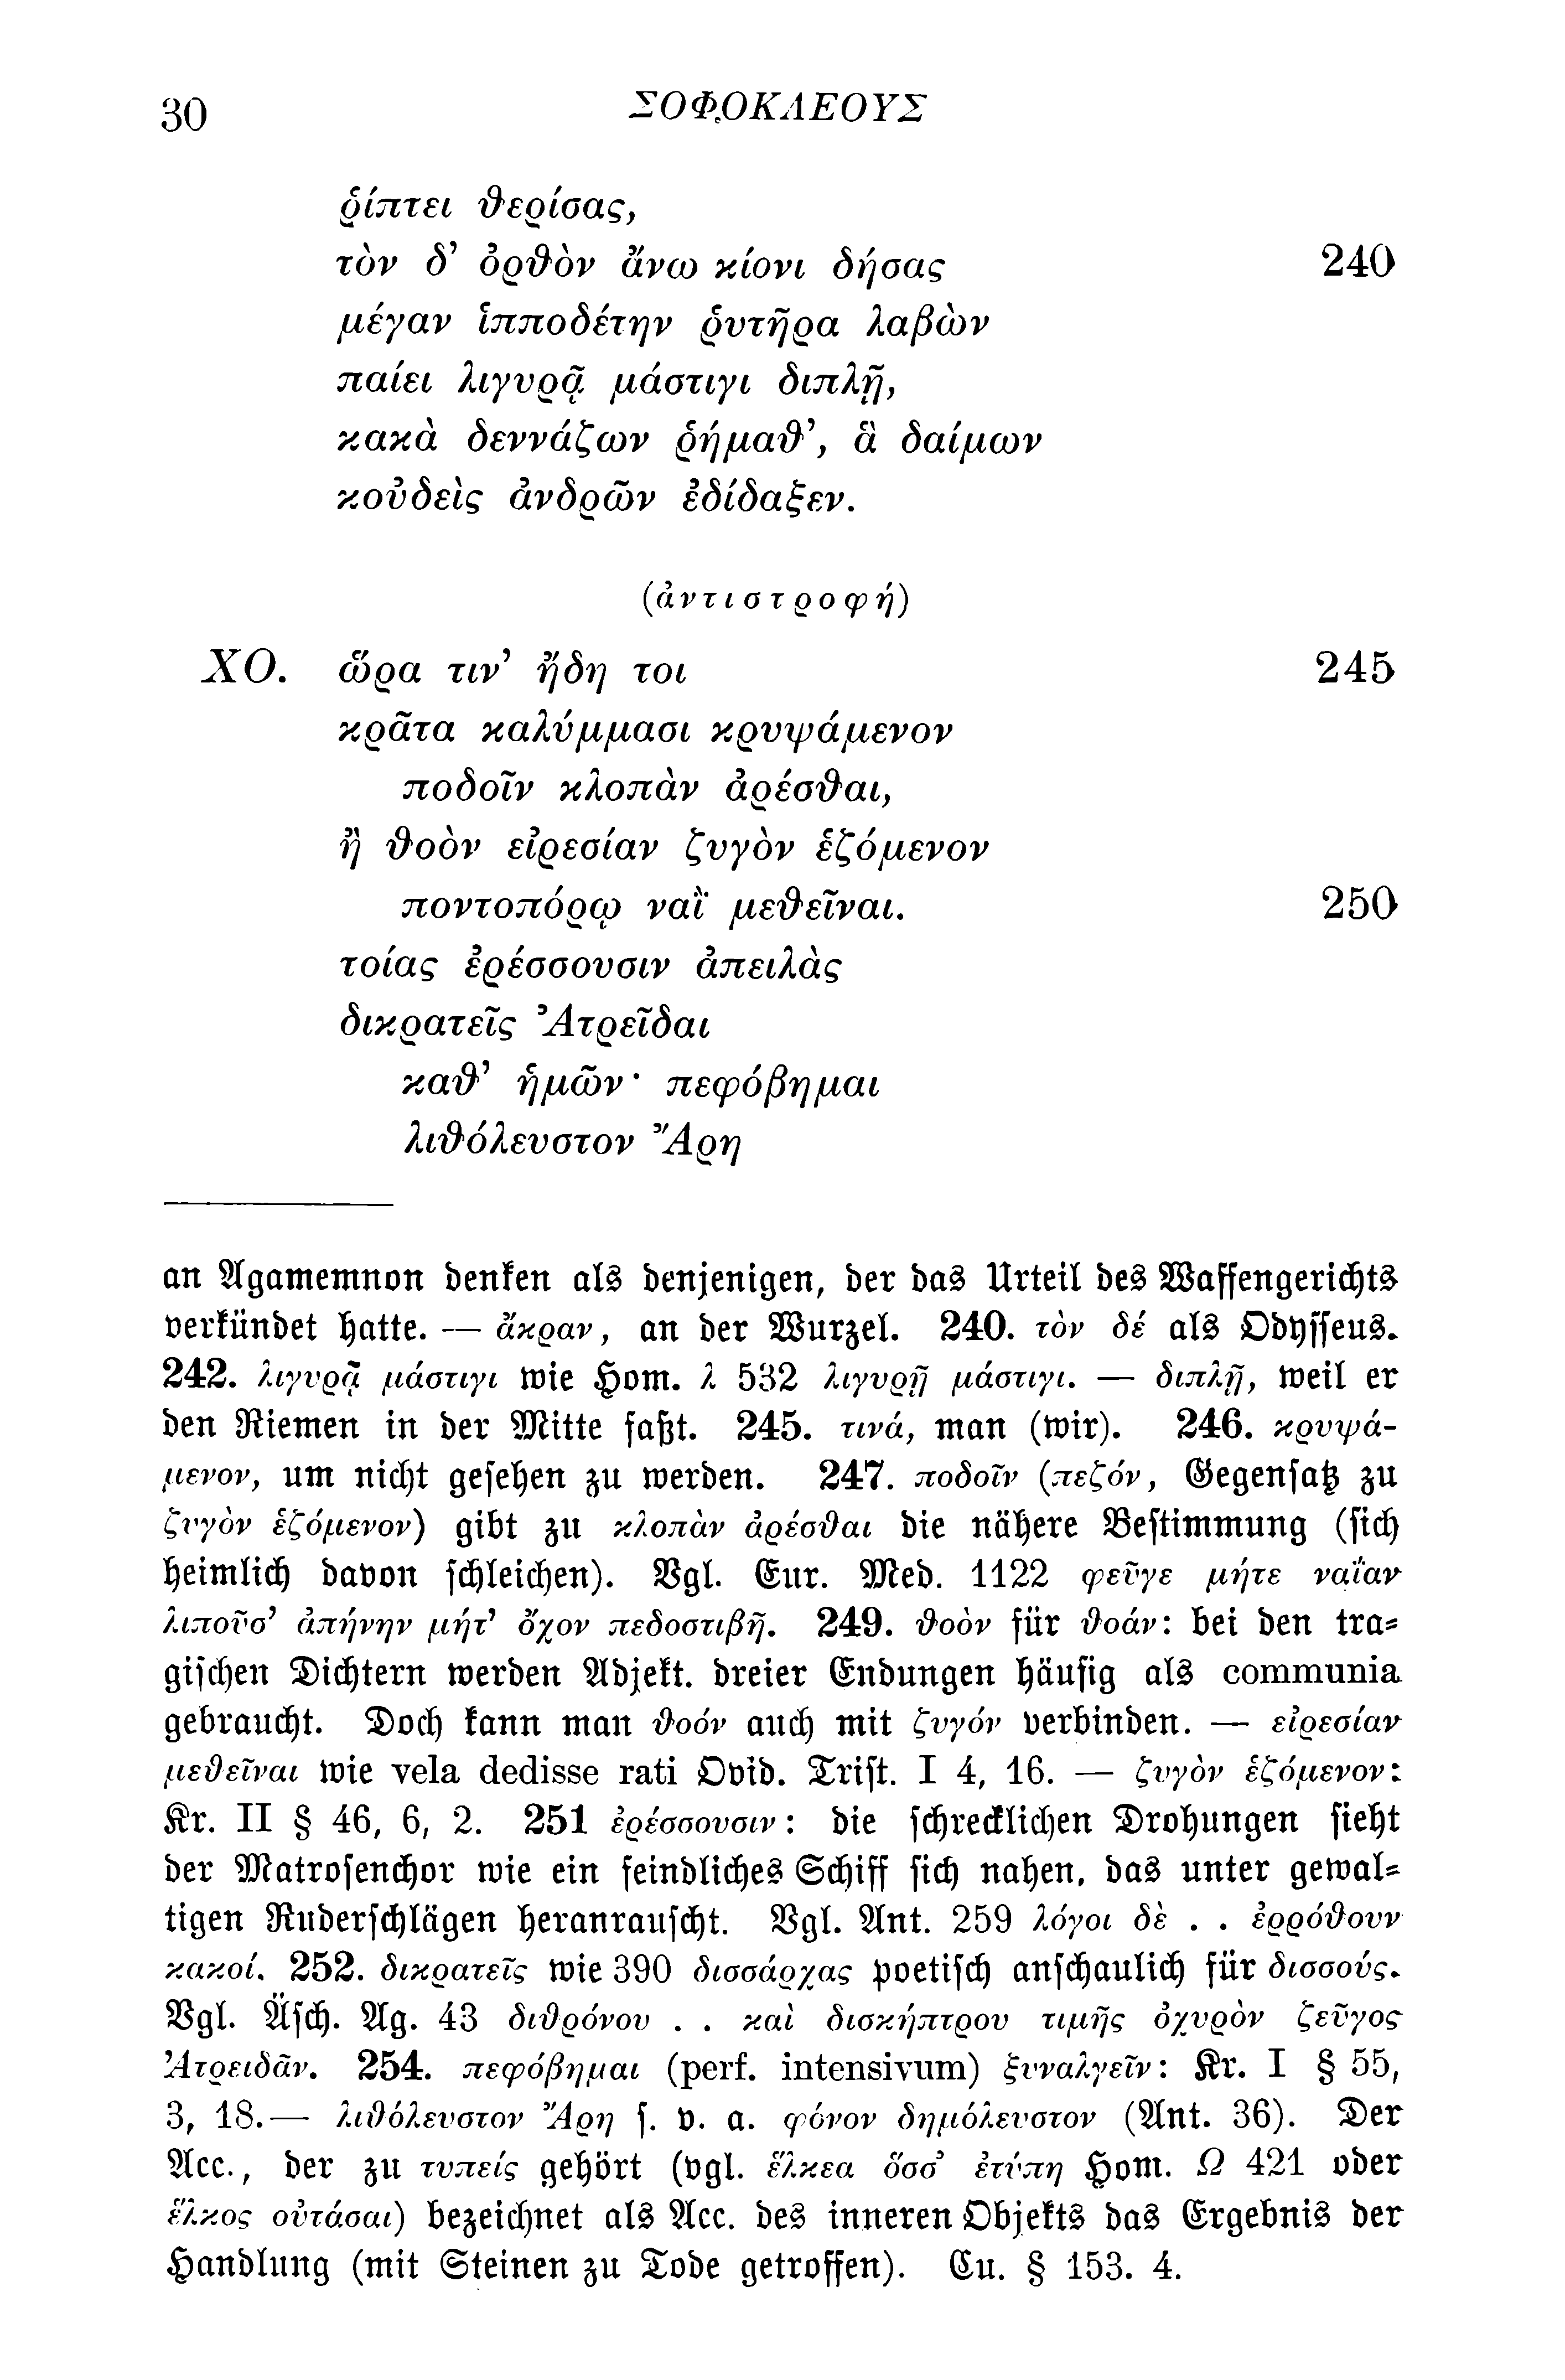 30 ΣΟΦΟΚΛΕΟΥΣ
ῥίπτει θερίσας,
τὸν δ’ ὀρθὸν ἄνω κίονι δήσας 240
μέγαν ἱπποδέτην ῥυτῆρα λαβὼν
παίει λιγυρᾷ μάστιγι διπλῇ,
κακὰ δεννάζων ῥήμαθ’, ἃ δαίμων
κοὐδεὶς ἀνδρῶν ἐδίδαξεν.
(ἀντιστροφή)
ΧΟ. ὥρα τιν’ ἤδη τοι 245
κρᾶτα καλύμμασι κρυψάμενον
ποδοῖν κλοπὰν ἀρέσθαι,
ἢ θοὸν εἰρεσίαν ζυγὸν ἑζόμενον
ποντοπόρῳ ναῒ μεθεῖναι. 250
τοίας ἐρέσσουσιν ἀπειλὰς
δικρατεῖς Ἀτρεῖδαι
καθ’ ἡμῶν· πεφόβημαι
λιθόλευστον Ἄρη
an Agamemnon denken als denjenigen, der das Urteil des Waffengerichts
verkündet hatte. — ἄκραν, an der Wurzel. 240. τὸν δέ als Odysseus.
242. λιγυρᾷ μάστιγι wie Hom. λ 532 λιγυρῇ μάστιγι. — διπλῇ, weil er
den Riemen in der Mitte faßt. 245. τινά, man (wir). 246. κρυψά-
μενον, um nicht gesehen zu werden. 247. ποδοῖν (πεζόν, Gegensatz zu
ζυγὸν ἑζόμενον) gibt zu κλοπὰν ἀρέσθαι die nähere Bestimmung (sich
heimlich davon schleichen). Vgl. Eur. Med. 1122 φεῦγε μήτε ναΐαν
λιποῦσ’ ἀπήνην μήτ’ ὄχον πεδοστιβῆ. 249. θοὸν für θοάν: bei den tra-
gischen Dichtern werden Adjekt. dreier Endungen häufig als communia
gebraucht. Doch kann man θοόν auch mit ζυγόν verbinden. — εἰρεσίαν
μεθεῖναι wie vela dedisse rati Ovid. Trist. I 4, 16. — ζυγὸν ἑζόμενον:
Kr. II § 46, 6, 2. 251 ἐρέσσουσιν: die schrecklichen Drohungen sieht
der Matrosenchor wie ein feindliches Schiff sich nahen, das unter gewal-
tigen Ruderschlägen heranrauscht. Vgl. Ant. 259 λόγοι δὲ . . ἐρρόθουν
κακοί. 252. δικρατεῖς wie 390 δισσάρχας poetisch anschaulich für δισσούς.
Vgl. Äsch. Ag. 43 διθρόνου . . καὶ δισκήπτρου τιμῆς ὀχυρὸν ζεῦγος
Ἀτρειδᾶν. 254. πεφόβημαι (perf. intensivum) ξυναλγεῖν: Kr. I § 55,
3, 18.— λιθόλευστον Ἄρη s. v. a. φόνον δημόλευστον (Ant. 36). Der
Acc., der zu τυπείς gehört (vgl. ἕλκεα ὅσσ’ ἐτύπη Hom. Ω 421 oder
ἕλκος οὐτάσαι) bezeichnet als Acc. des inneren Objekts das Ergebnis der
Handlung (mit Steinen zu Tode getroffen). Cu. § 153. 4.